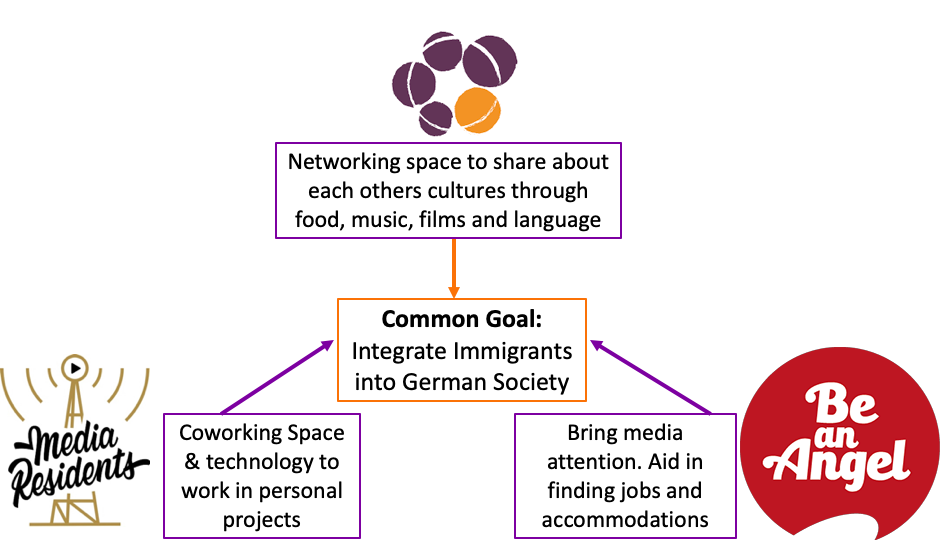 Networking space to share about
each others cultures through
food, music, films and language
Common Goal:
Integrate Immigrants
into German Society
Media
Residents
Coworking Space
& technology to
work in personal
projects
Bring media
attention. Aid in
finding jobs and
accommodations
Be
an
Angel